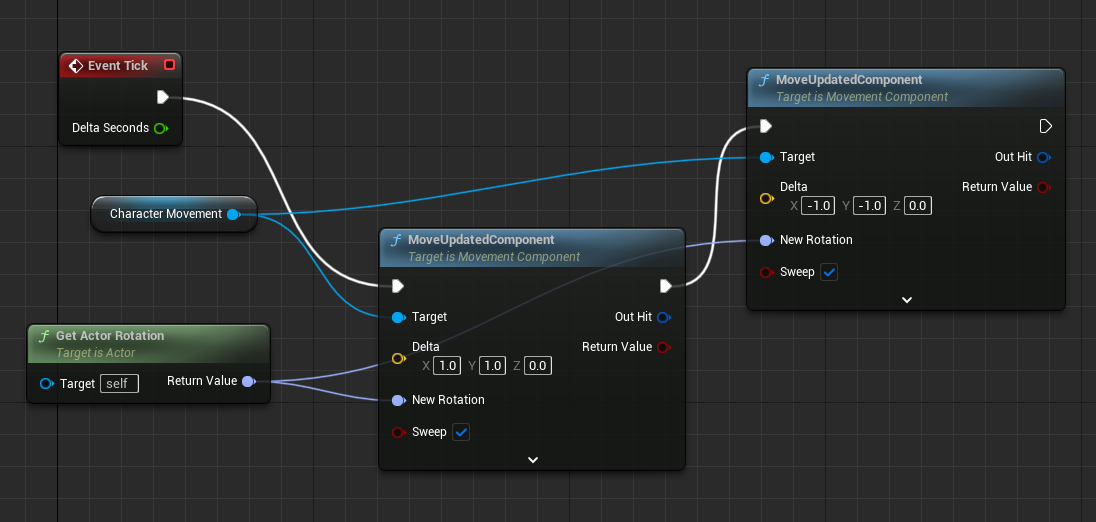 Event Tick
Delta Seconds
Character Movement
Get Actor Rotation
Target is Actor
Target self
Return Value
MoveUpdatedComponent
Target is Movement Component
Target
Out Hit
Delta
Return Value
X 1.0 Y 1.0 Z 0.0
New Rotation
Sweep
MoveUpdatedComponent
Target is Movement Component
Target
Out Hit
Delta
Return Value
X -1.0 Y -1.0 Z 0.0
New Rotation
Sweep